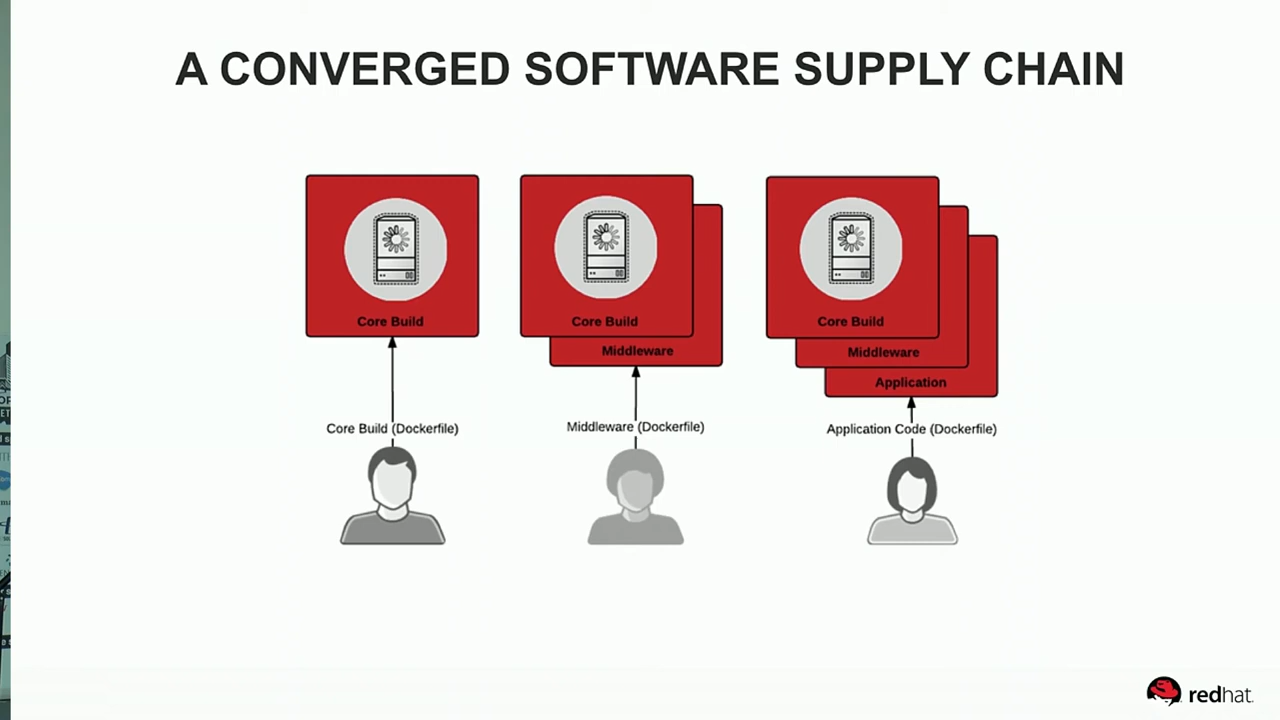 A CONVERGED SOFTWARE SUPPLY CHAIN
Core Build
Core Build
Middleware
Core Build
Middleware
Application
Core Build (Dockerfile)
Middleware (Dockerfile)
Application Code (Dockerfile)
redhat.